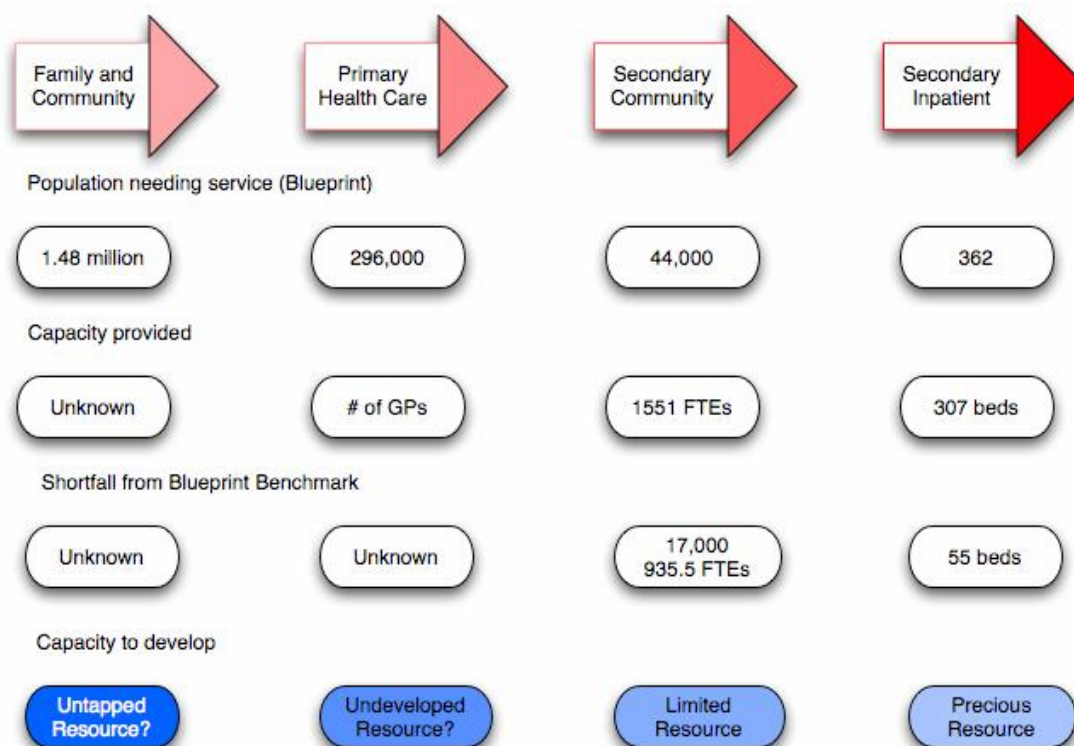 Family and
Community
Primary
Health Care
Secondary
Community
Secondary
Inpatient
Population needing service (Blueprint)
1.48 million
296,000
44,000
362
Capacity provided
Unknown
# of GPs
1551 FTEs
307 beds
Shortfall from Blueprint Benchmark
Unknown
Unknown
17,000
935.5 FTEs
55 beds
Capacity to develop
Untapped
Resource?
Undeveloped
Resource?
Limited
Resource
Precious
Resource